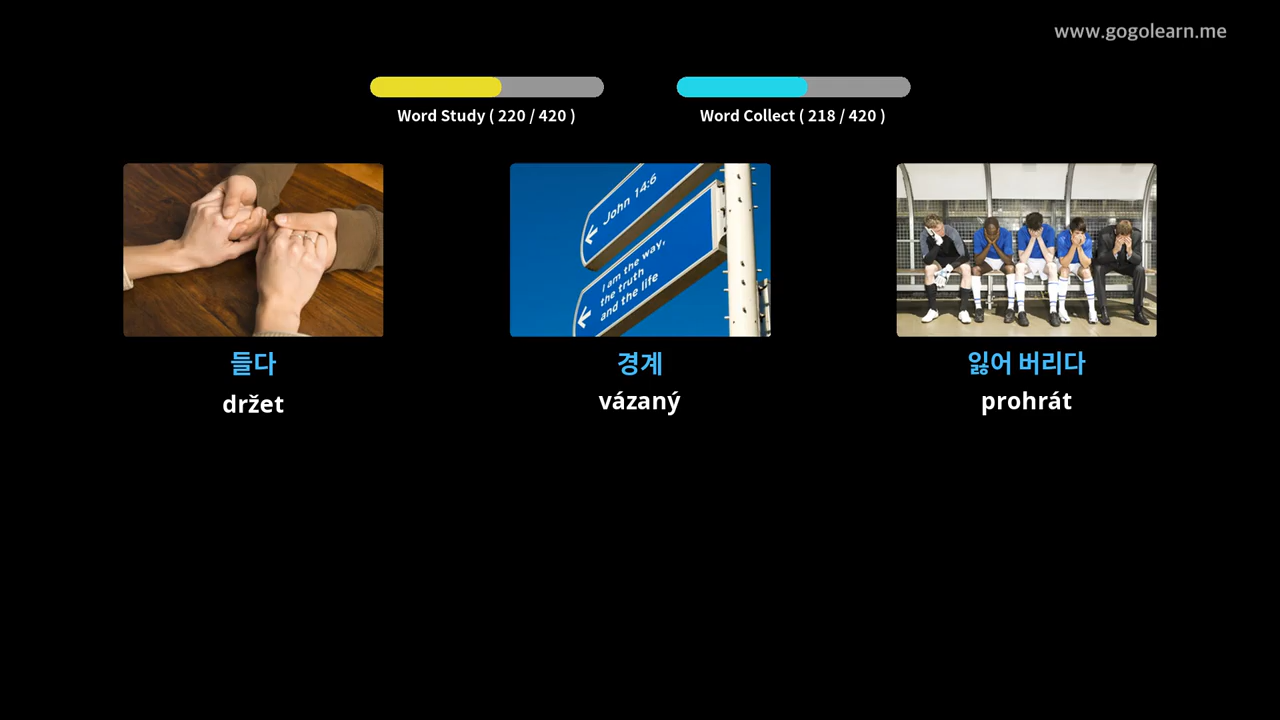 www.gogolearn.me
Word Study ( 220 / 420 )
Word Collect ( 218 / 420 )
John 14:6
I am the way,
the truth
and the life
들다
경계
잃어 버리다
držet
vázaný
prohrát